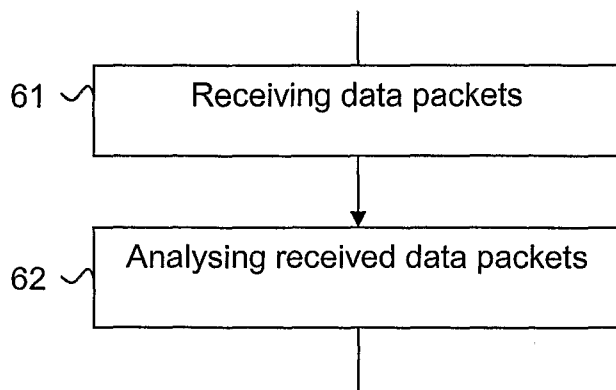 61
Receiving data packets
62
Analysing received data packets